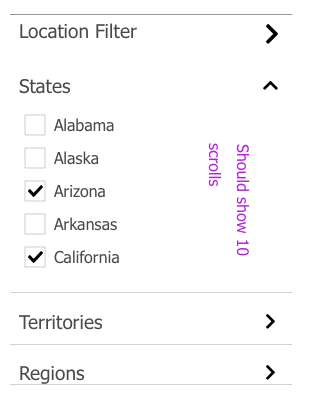 Location Filter
States
Alabama
Alaska
Arizona
Arkansas
California
Should show 10
scrolls
Territories
Regions